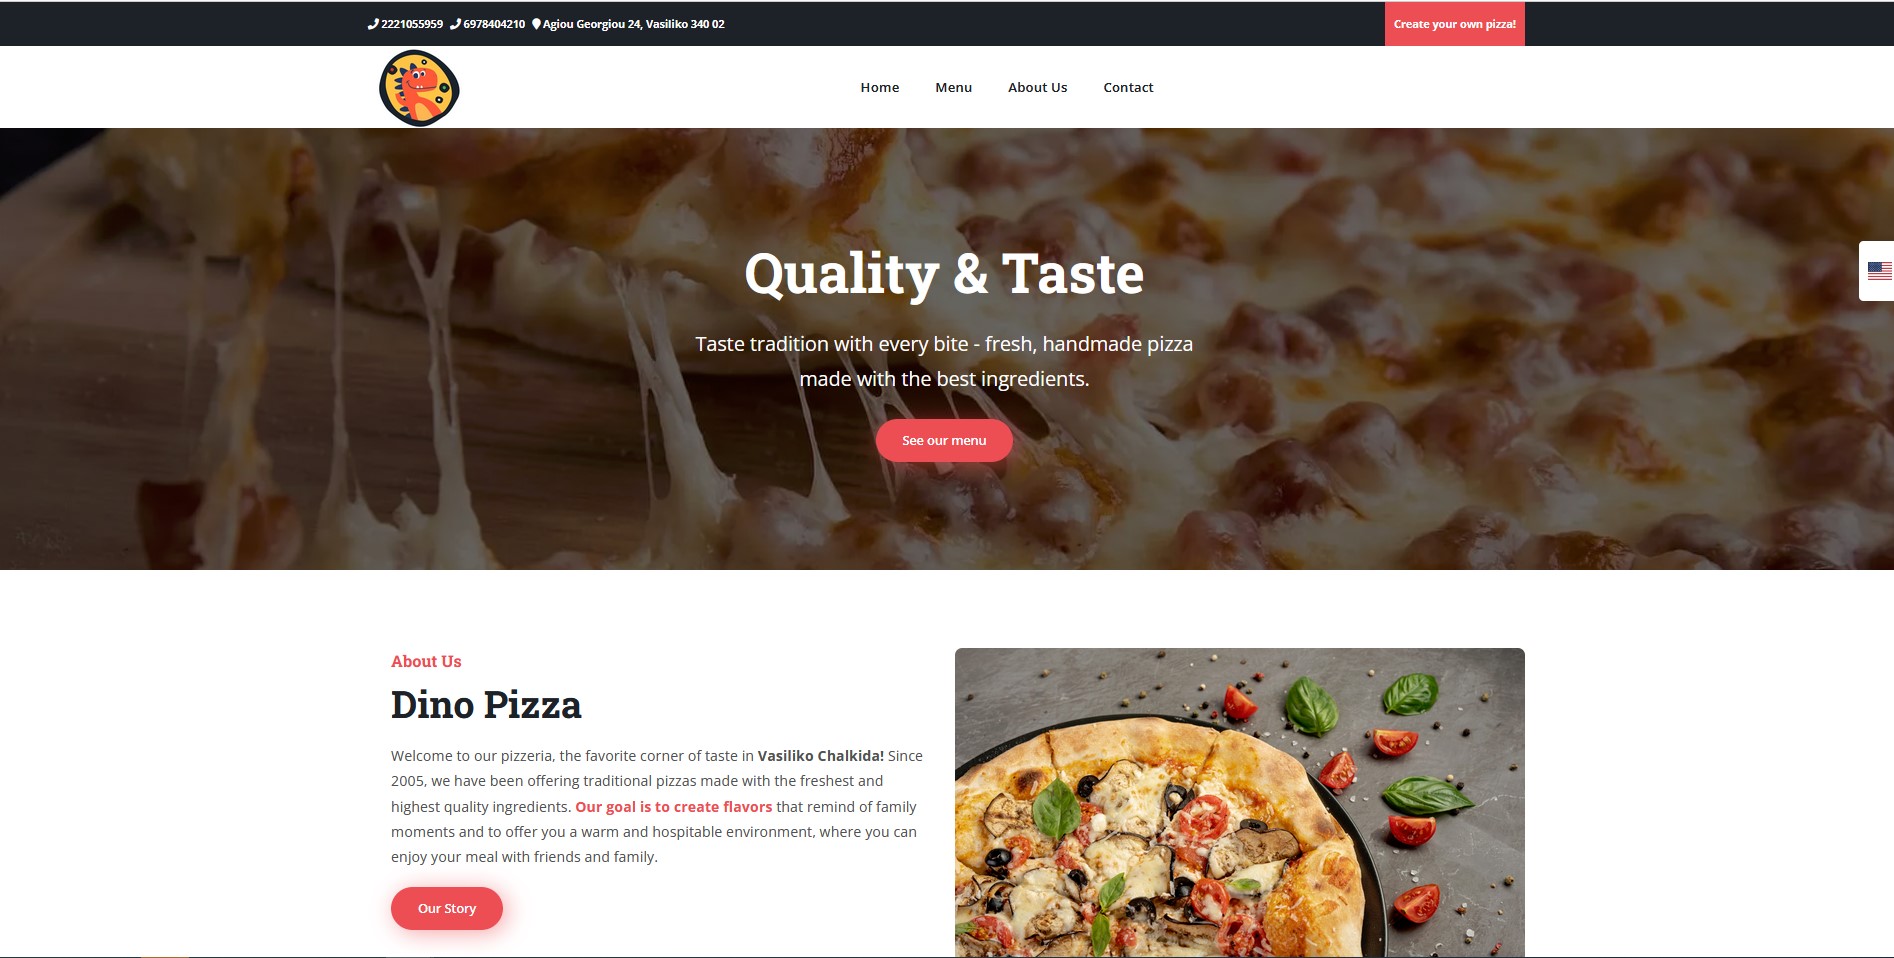 2221055959 6978404210 Agiou Georgiou 24, Vasiliko 340 02
Create your own pizza!
Home Menu About Us Contact
Quality & Taste
Taste tradition with every bite - fresh, handmade pizza
made with the best ingredients.
See our menu
About Us
Dino Pizza
Welcome to our pizzeria, the favorite corner of taste in Vasiliko Chalkida! Since
2005, we have been offering traditional pizzas made with the freshest and
highest quality ingredients. Our goal is to create flavors that remind of family
moments and to offer you a warm and hospitable environment, where you can
enjoy your meal with friends and family.
Our Story